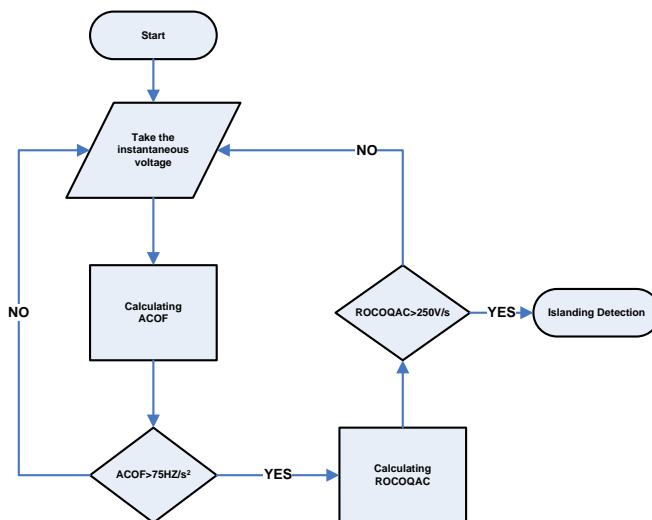 Start
Take the
instantaneous
voltage
NO
NO
Calculating
ACOF
ROCOQAC>250V/s
YES
Islanding Detection
ACOF>75HZ/s²
YES
Calculating
ROCOQAC